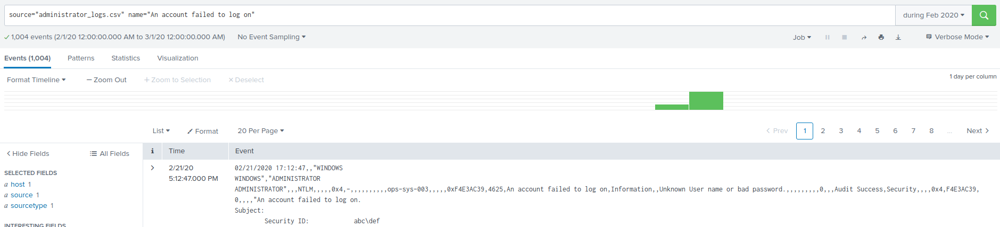 source="administrator_logs.csv" name="An account failed to log on"
during Feb 2020
1,004 events (2/1/20 12:00:00.000 AM to 3/1/20 12:00:00.000 AM)
No Event Sampling
Job
Verbose Mode
Events (1,004)
Patterns
Statistics
Visualization
Format Timeline
— Zoom Out
+ Zoom to Selection
× Deselect
1 day per column
List
Format
20 Per Page
< Prev
1
2
3
4
5
6
7
8
...
Next >
< Hide Fields
All Fields
i
Time
Event
SELECTED FIELDS
a host 1
a source 1
a sourcetype 1
INTERESTING FIELDS
>
2/21/20
5:12:47.000 PM
02/21/2020 17:12:47,,"WINDOWS
WINDOWS","ADMINISTRATOR
ADMINISTRATOR",,,NTLM,,,,,0x4,-,,,,,,,,,,ops-sys-003,,,,,0xF4E3AC39,4625,An account failed to log on,Information,,Unknown User name or bad password.,,,,,,,,,,0,,,Audit Success,Security,,,,0x4,F4E3AC39,
0,,,,"An account failed to log on.
Subject:
Security ID: abc\def